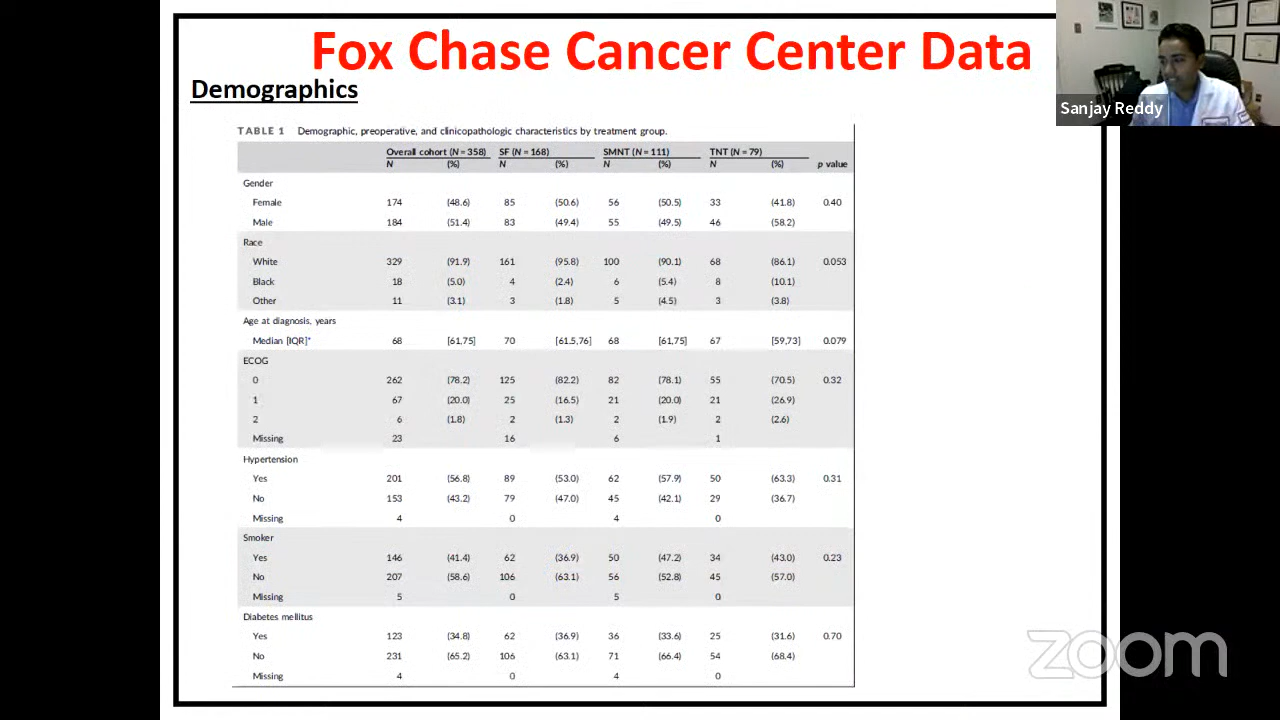 Fox Chase Cancer Center Data
Demographics
Sanjay Reddy
TABLE 1 Demographic, preoperative, and clinicopathologic characteristics by treatment group.
Overall cohort (N = 358) SF (N = 168) SMNT (N = 111) TNT (N = 79)
N (%) N (%) N (%) N (%) p value
Gender
Female 174 (48.6) 85 (50.6) 56 (50.5) 33 (41.8) 0.40
Male 184 (51.4) 83 (49.4) 55 (49.5) 46 (58.2)
Race
White 329 (91.9) 161 (95.8) 100 (90.1) 68 (86.1) 0.053
Black 18 (5.0) 4 (2.4) 6 (5.4) 8 (10.1)
Other 11 (3.1) 3 (1.8) 5 (4.5) 3 (3.8)
Age at diagnosis, years
Median [IQR]* 68 [61,75] 70 [61.5,76] 68 [61,75] 67 [59,73] 0.079
ECOG
0 262 (78.2) 125 (82.2) 82 (78.1) 55 (70.5) 0.32
1 67 (20.0) 25 (16.5) 21 (20.0) 21 (26.9)
2 6 (1.8) 2 (1.3) 2 (1.9) 2 (2.6)
Missing 23 16 6 1
Hypertension
Yes 201 (56.8) 89 (53.0) 62 (57.9) 50 (63.3) 0.31
No 153 (43.2) 79 (47.0) 45 (42.1) 29 (36.7)
Missing 4 0 4 0
Smoker
Yes 146 (41.4) 62 (36.9) 50 (47.2) 34 (43.0) 0.23
No 207 (58.6) 106 (63.1) 56 (52.8) 45 (57.0)
Missing 5 0 5 0
Diabetes mellitus
Yes 123 (34.8) 62 (36.9) 36 (33.6) 25 (31.6) 0.70
No 231 (65.2) 106 (63.1) 71 (66.4) 54 (68.4)
Missing 4 0 4 0
zoom